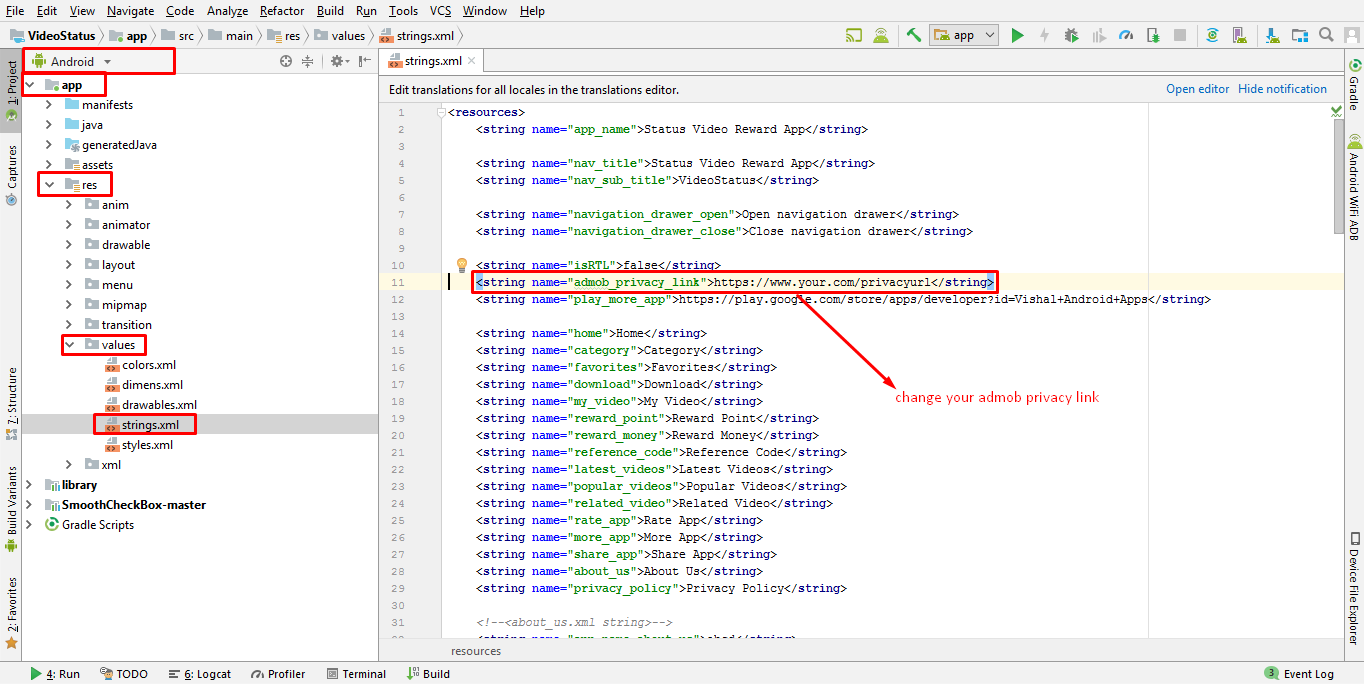 File Edit View Navigate Code Analyze Refactor Build Run Tools VCS Window Help
VideoStatus app src main res values strings.xml app
1: Project
Captures
7: Structure
Build Variants
2: Favorites
Android
app
manifests
java
generatedJava
assets
res
anim
animator
drawable
layout
menu
mipmap
transition
values
colors.xml
dimens.xml
drawables.xml
strings.xml
styles.xml
xml
library
SmoothCheckBox-master
Gradle Scripts
strings.xml
Edit translations for all locales in the translations editor. Open editor Hide notification
1 <resources>
2 <string name="app_name">Status Video Reward App</string>
3
4 <string name="nav_title">Status Video Reward App</string>
5 <string name="nav_sub_title">VideoStatus</string>
6
7 <string name="navigation_drawer_open">Open navigation drawer</string>
8 <string name="navigation_drawer_close">Close navigation drawer</string>
9
10 <string name="isRTL">false</string>
11 <string name="admob_privacy_link">https://www.your.com/privacyurl</string>
12 <string name="play_more_app">https://play.google.com/store/apps/developer?id=Vishal+Android+Apps</string>
13
14 <string name="home">Home</string>
15 <string name="category">Category</string>
16 <string name="favorites">Favorites</string>
17 <string name="download">Download</string>
18 <string name="my_video">My Video</string>
19 <string name="reward_point">Reward Point</string>
20 <string name="reward_money">Reward Money</string>
21 <string name="reference_code">Reference Code</string>
22 <string name="latest_videos">Latest Videos</string>
23 <string name="popular_videos">Popular Videos</string>
24 <string name="related_video">Related Video</string>
25 <string name="rate_app">Rate App</string>
26 <string name="more_app">More App</string>
27 <string name="share_app">Share App</string>
28 <string name="about_us">About Us</string>
29 <string name="privacy_policy">Privacy Policy</string>
30
31 <!--<about_us.xml string>-->
change your admob privacy link
resources
Gradle
Android WiFi ADB
Device File Explorer
4: Run TODO 6: Logcat Profiler Terminal Build 3 Event Log